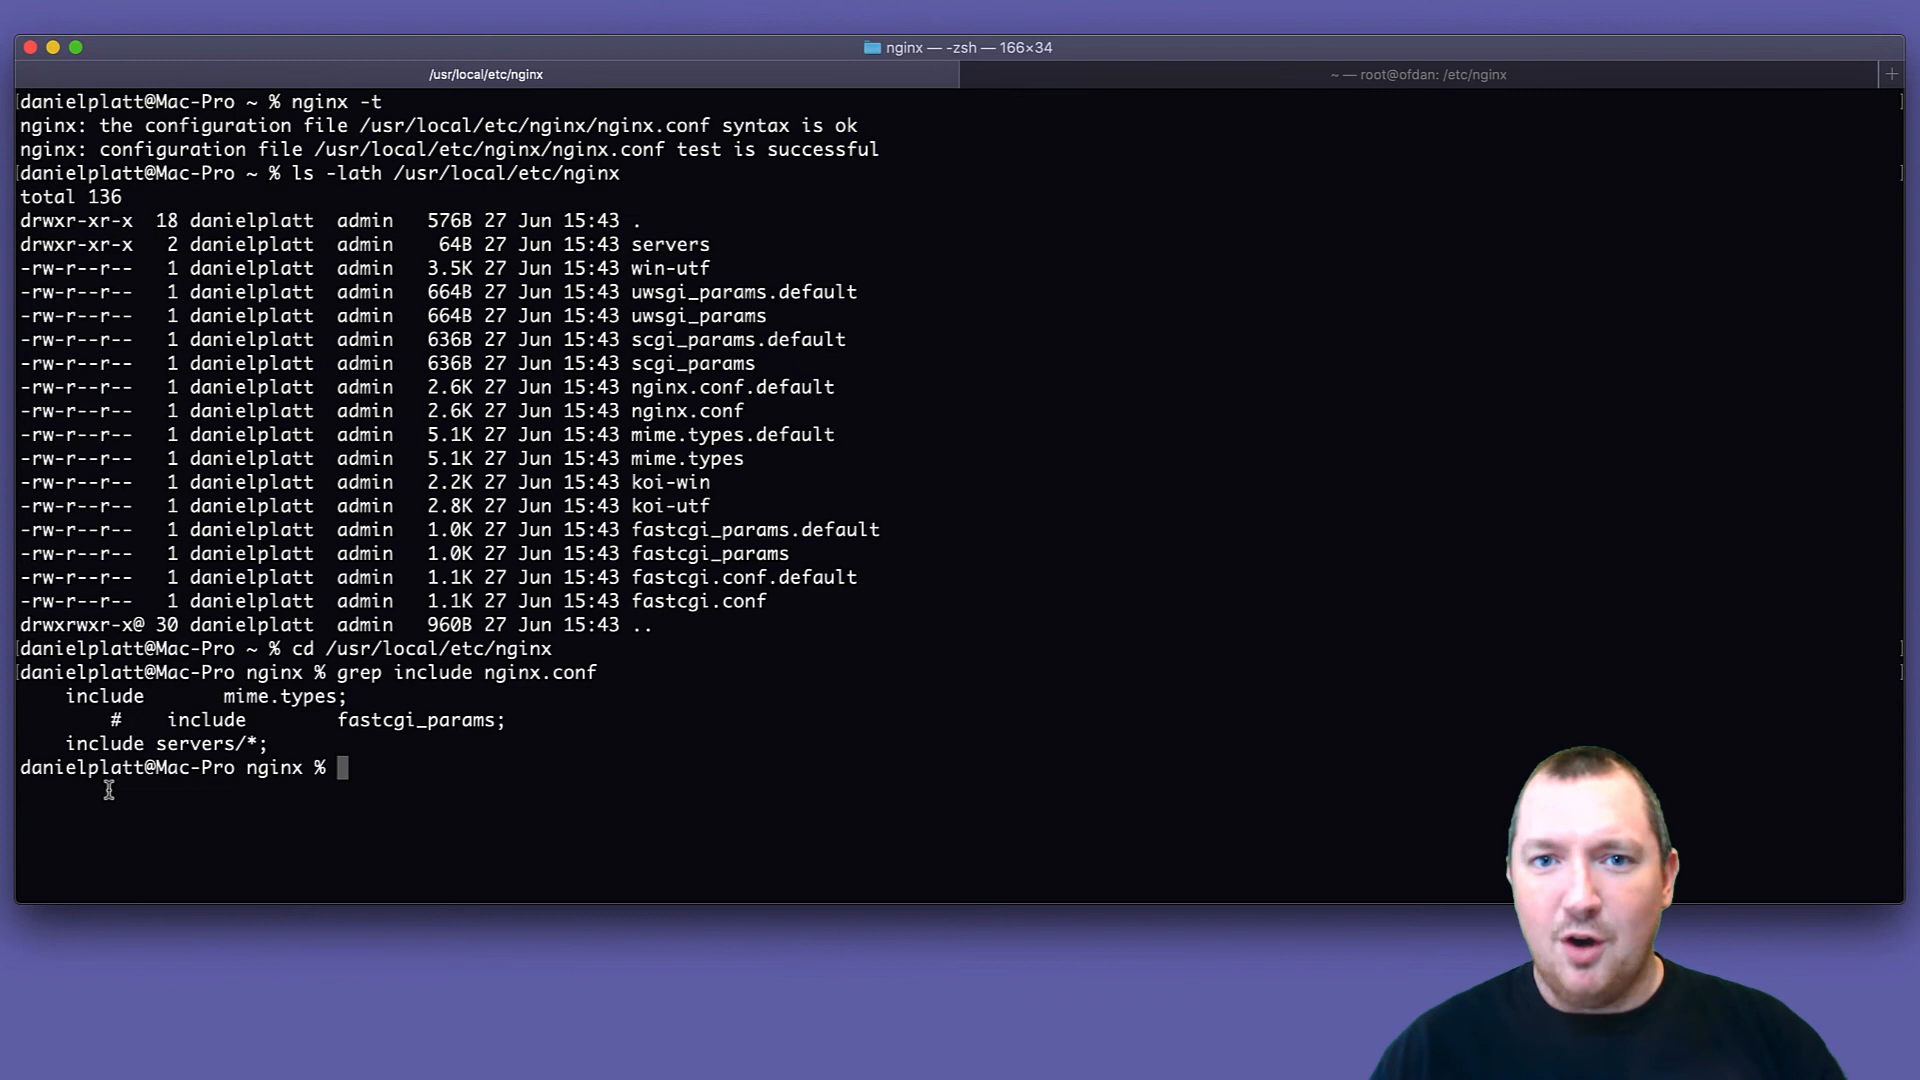 nginx — -zsh — 166×34
/usr/local/etc/nginx
~ — root@ofdan: /etc/nginx
danielplatt@Mac-Pro ~ % nginx -t
nginx: the configuration file /usr/local/etc/nginx/nginx.conf syntax is ok
nginx: configuration file /usr/local/etc/nginx/nginx.conf test is successful
danielplatt@Mac-Pro ~ % ls -lath /usr/local/etc/nginx
total 136
drwxr-xr-x  18 danielplatt  admin   576B 27 Jun 15:43 .
drwxr-xr-x   2 danielplatt  admin    64B 27 Jun 15:43 servers
-rw-r--r--   1 danielplatt  admin   3.5K 27 Jun 15:43 win-utf
-rw-r--r--   1 danielplatt  admin   664B 27 Jun 15:43 uwsgi_params.default
-rw-r--r--   1 danielplatt  admin   664B 27 Jun 15:43 uwsgi_params
-rw-r--r--   1 danielplatt  admin   636B 27 Jun 15:43 scgi_params.default
-rw-r--r--   1 danielplatt  admin   636B 27 Jun 15:43 scgi_params
-rw-r--r--   1 danielplatt  admin   2.6K 27 Jun 15:43 nginx.conf.default
-rw-r--r--   1 danielplatt  admin   2.6K 27 Jun 15:43 nginx.conf
-rw-r--r--   1 danielplatt  admin   5.1K 27 Jun 15:43 mime.types.default
-rw-r--r--   1 danielplatt  admin   5.1K 27 Jun 15:43 mime.types
-rw-r--r--   1 danielplatt  admin   2.2K 27 Jun 15:43 koi-win
-rw-r--r--   1 danielplatt  admin   2.8K 27 Jun 15:43 koi-utf
-rw-r--r--   1 danielplatt  admin   1.0K 27 Jun 15:43 fastcgi_params.default
-rw-r--r--   1 danielplatt  admin   1.0K 27 Jun 15:43 fastcgi_params
-rw-r--r--   1 danielplatt  admin   1.1K 27 Jun 15:43 fastcgi.conf.default
-rw-r--r--   1 danielplatt  admin   1.1K 27 Jun 15:43 fastcgi.conf
drwxrwxr-x@ 30 danielplatt  admin   960B 27 Jun 15:43 ..
danielplatt@Mac-Pro ~ % cd /usr/local/etc/nginx
danielplatt@Mac-Pro nginx % grep include nginx.conf
    include       mime.types;
        #    include        fastcgi_params;
    include servers/*;
danielplatt@Mac-Pro nginx %